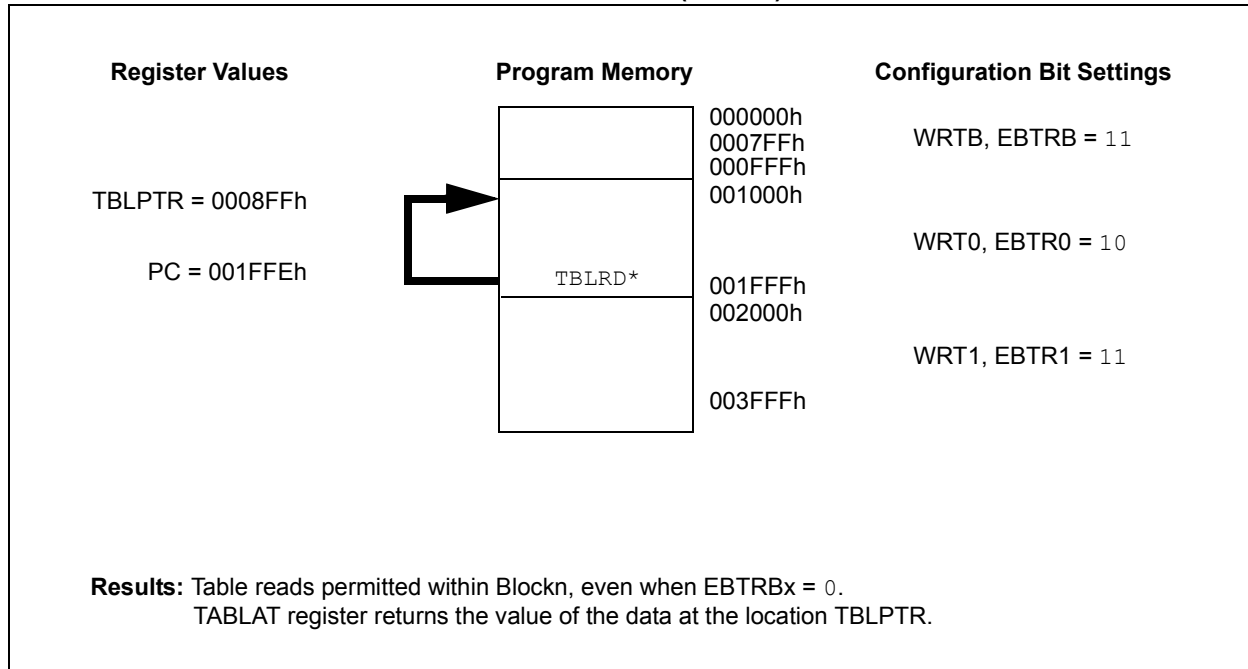 Register Values Program Memory Configuration Bit Settings
000000h
0007FFh WRTB, EBTRB = 11
000FFFh
TBLPTR = 0008FFh 001000h
WRT0, EBTR0 = 10
PC = 001FFEh TBLRD* 001FFFh
002000h
WRT1, EBTR1 = 11
003FFFh
Results: Table reads permitted within Blockn, even when EBTRBx = 0.
TABLAT register returns the value of the data at the location TBLPTR.